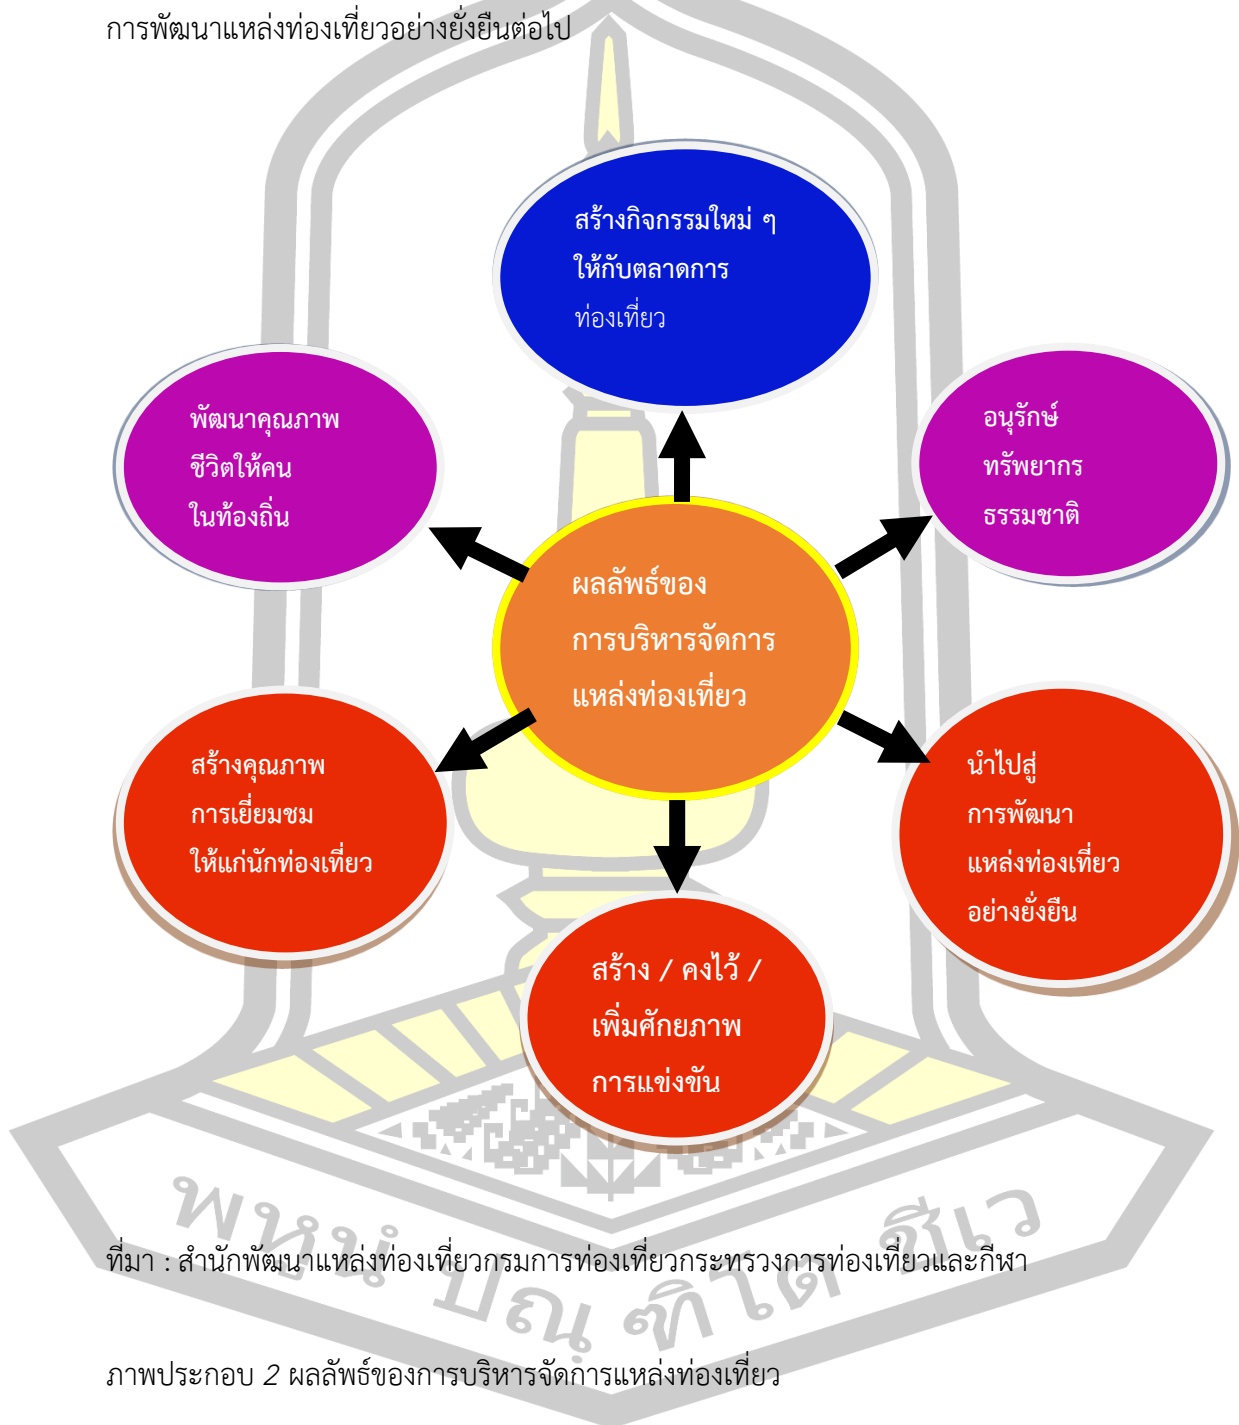 การพัฒนาแหล่งท่องเที่ยวอย่างยั่งยืนต่อไป
สร้างกิจกรรมใหม่ ๆ
ให้กับตลาดการ
ท่องเที่ยว
พัฒนาคุณภาพ
ชีวิตให้คน
ในท้องถิ่น
อนุรักษ์
ทรัพยากร
ธรรมชาติ
ผลลัพธ์ของ
การบริหารจัดการ
แหล่งท่องเที่ยว
สร้างคุณภาพ
การเยี่ยมชม
ให้แก่นักท่องเที่ยว
นำไปสู่
การพัฒนา
แหล่งท่องเที่ยว
อย่างยั่งยืน
สร้าง / คงไว้ /
เพิ่มศักยภาพ
การแข่งขัน
พหูนํ ปณฺฑิโต ชีเว
ที่มา : สำนักพัฒนาแหล่งท่องเที่ยวกรมการท่องเที่ยวกระทรวงการท่องเที่ยวและกีฬา
ภาพประกอบ 2 ผลลัพธ์ของการบริหารจัดการแหล่งท่องเที่ยว